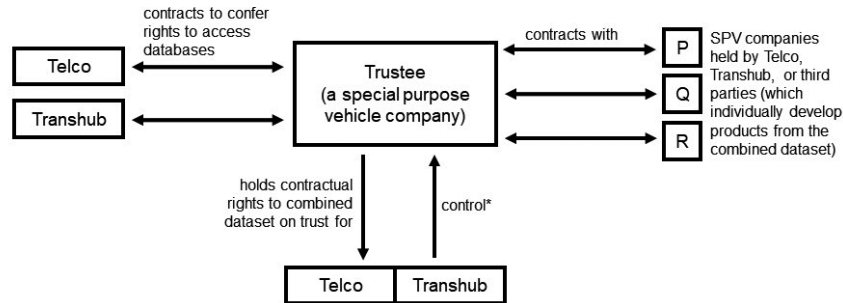 contracts to confer
rights to access
databases
Telco
Transhub
Trustee
(a special purpose
vehicle company)
contracts with
P
Q
R
SPV companies
held by Telco,
Transhub, or third
parties (which
individually develop
products from the
combined dataset)
holds contractual
rights to combined
dataset on trust for
control*
Telco
Transhub